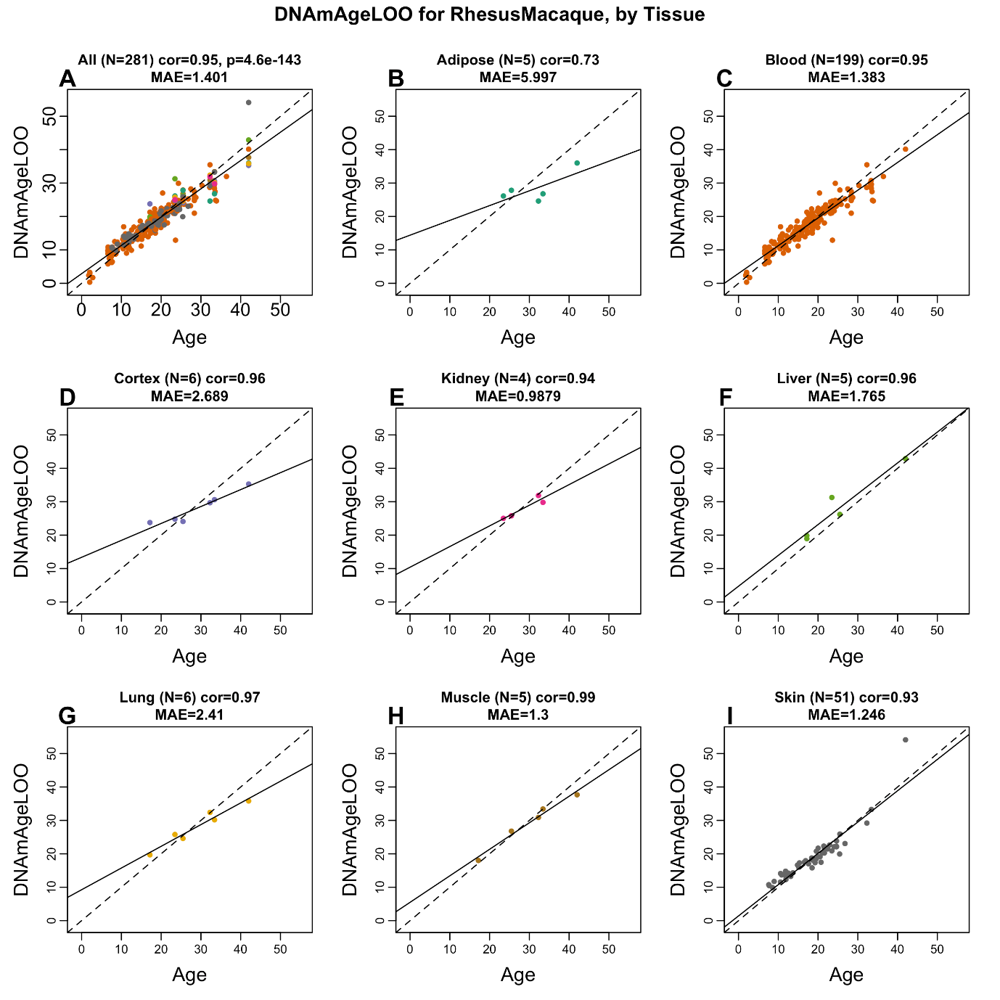 DNAmAgeLOO for RhesusMacaque, by Tissue
A
All (N=281) cor=0.95, p=4.6e-143
MAE=1.401
DNAmAgeLOO
0 10 30 50
0 10 20 30 40 50
Age
B
Adipose (N=5) cor=0.73
MAE=5.997
DNAmAgeLOO
0 10 20 30 40 50
0 10 20 30 40 50
Age
C
Blood (N=199) cor=0.95
MAE=1.383
DNAmAgeLOO
0 10 20 30 40 50
0 10 20 30 40 50
Age
D
Cortex (N=6) cor=0.96
MAE=2.689
DNAmAgeLOO
0 10 20 30 40 50
0 10 20 30 40 50
Age
E
Kidney (N=4) cor=0.94
MAE=0.9879
DNAmAgeLOO
0 10 20 30 40 50
0 10 20 30 40 50
Age
F
Liver (N=5) cor=0.96
MAE=1.765
DNAmAgeLOO
0 10 20 30 40 50
0 10 20 30 40 50
Age
G
Lung (N=6) cor=0.97
MAE=2.41
DNAmAgeLOO
0 10 20 30 40 50
0 10 20 30 40 50
Age
H
Muscle (N=5) cor=0.99
MAE=1.3
DNAmAgeLOO
0 10 20 30 40 50
0 10 20 30 40 50
Age
I
Skin (N=51) cor=0.93
MAE=1.246
DNAmAgeLOO
0 10 20 30 40 50
0 10 20 30 40 50
Age